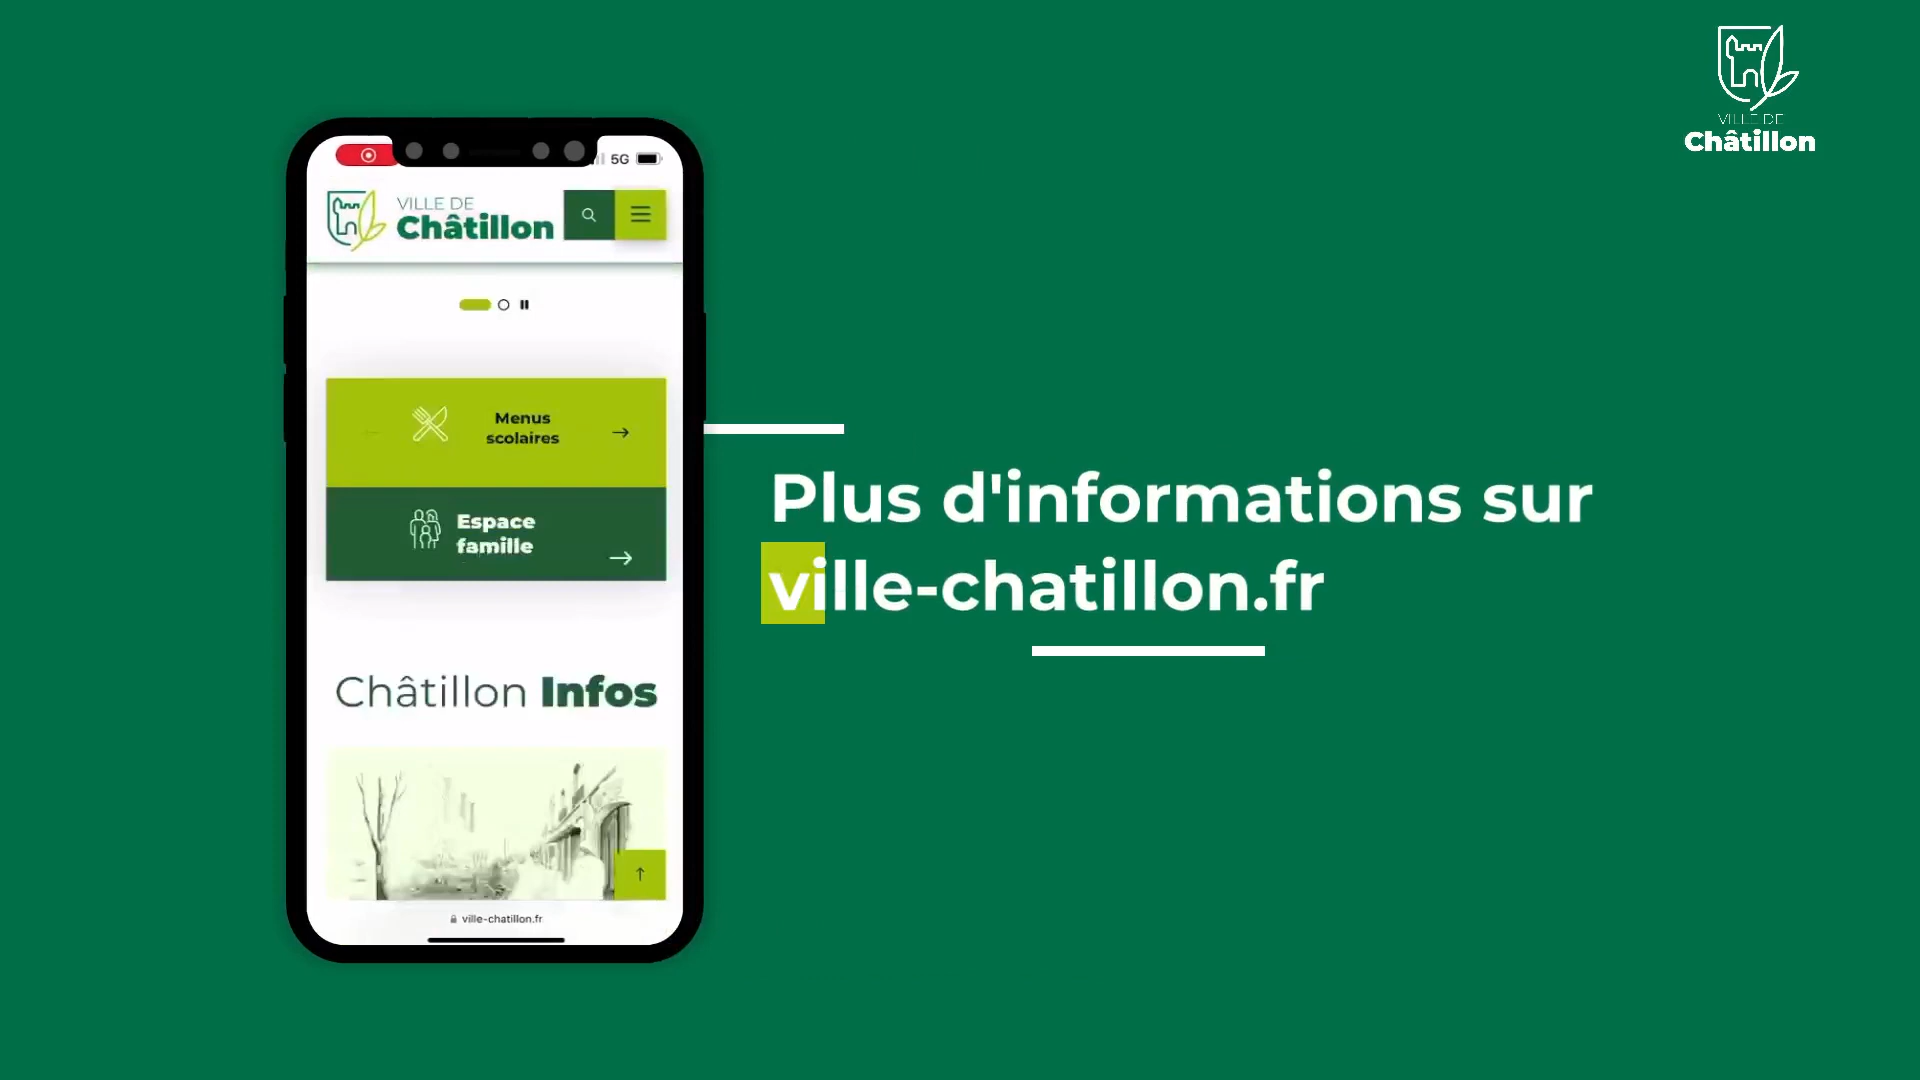 VILLE DE
Châtillon
5G
VILLE DE
Châtillon
Menus
scolaires
Espace
famille
Châtillon Infos
ville-chatillon.fr
Plus d'informations sur
ville-chatillon.fr